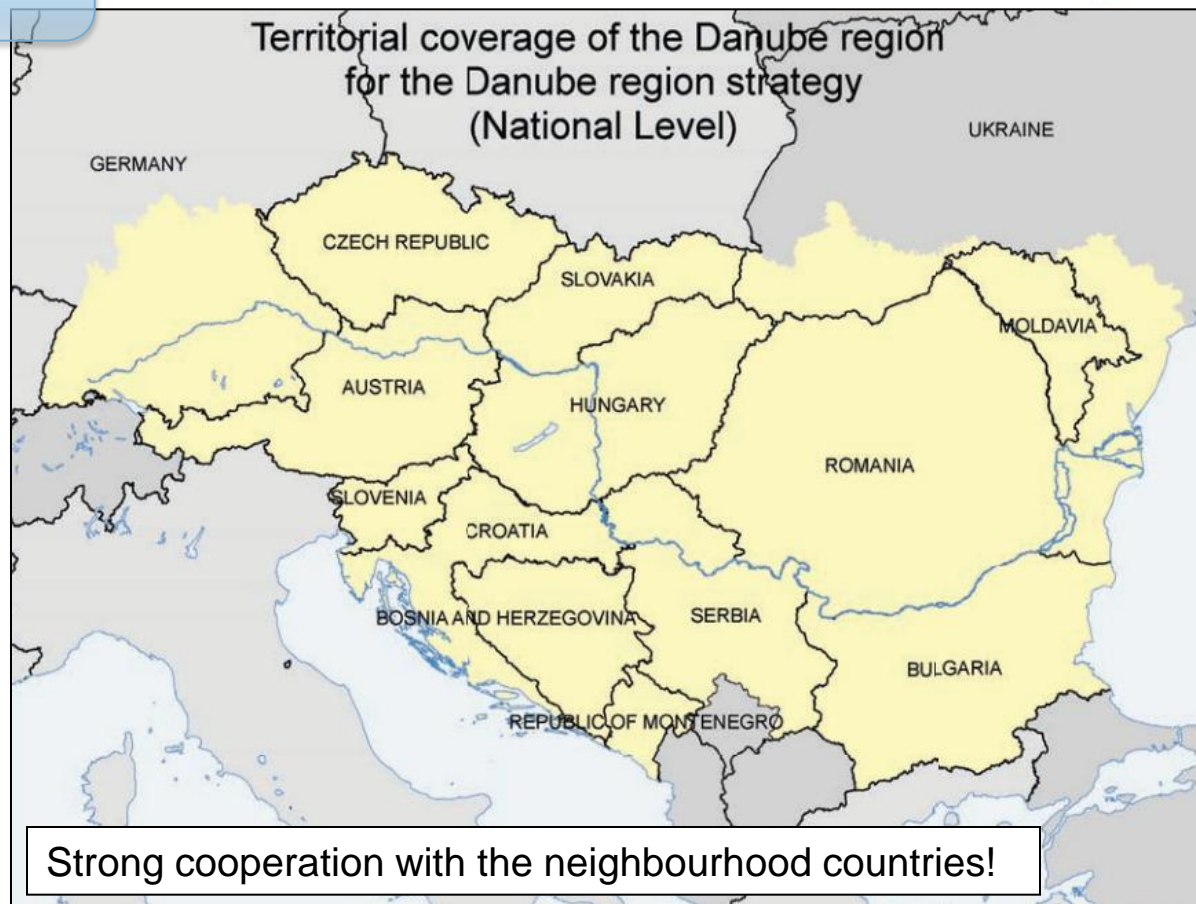 Territorial coverage of the Danube region
for the Danube region strategy
(National Level)
UKRAINE
GERMANY
CZECH REPUBLIC
SLOVAKIA
MOLDAVIA
AUSTRIA
HUNGARY
ROMANIA
SLOVENIA
CROATIA
BOSNIA AND HERZEGOVINA
SERBIA
BULGARIA
REPUBLIC OF MONTENEGRO
Strong cooperation with the neighbourhood countries!